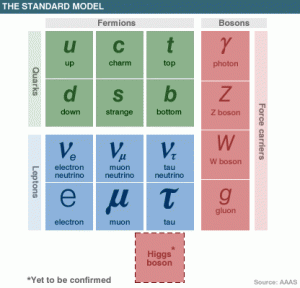 THE STANDARD MODEL
Fermions
Bosons
Quarks
u
up
c
charm
t
top
γ
photon
d
down
s
strange
b
bottom
Z
Z boson
Force carriers
Leptons
νe
electron
neutrino
νμ
muon
neutrino
ντ
tau
neutrino
W
W boson
e
electron
μ
muon
τ
tau
g
gluon
Higgs*
boson
*Yet to be confirmed
Source: AAAS